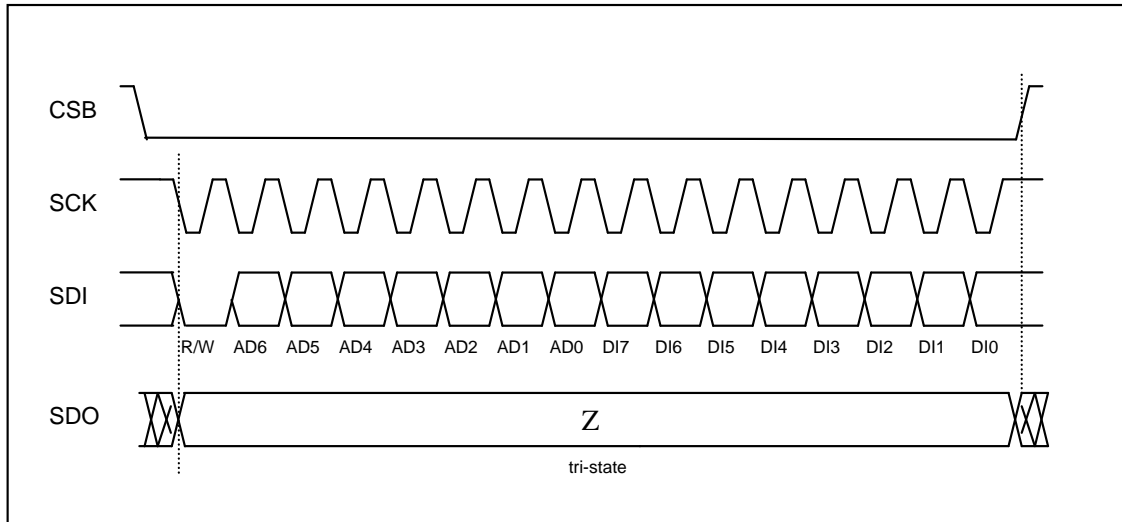 CSB
SCK
SDI
R/W AD6 AD5 AD4 AD3 AD2 AD1 AD0 DI7 DI6 DI5 DI4 DI3 DI2 DI1 DI0
SDO
Z
tri-state